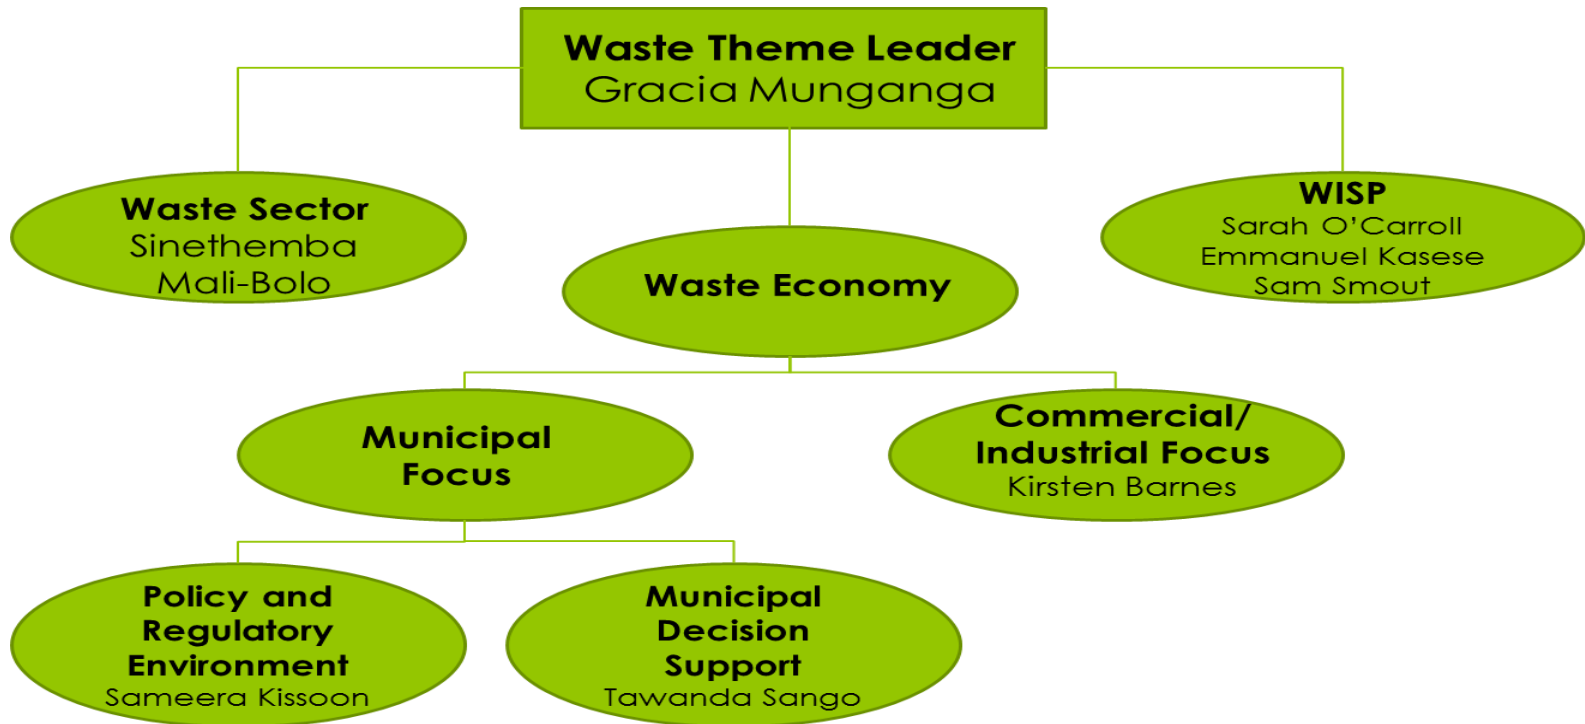 Waste Theme Leader
Gracia Munganga
Waste Sector
Sinethemba
Mali-Bolo
WISP
Sarah O’Carroll
Emmanuel Kasese
Sam Smout
Waste Economy
Municipal
Focus
Commercial/
Industrial Focus
Kirsten Barnes
Policy and
Regulatory
Environment
Sameera Kissoon
Municipal
Decision
Support
Tawanda Sango